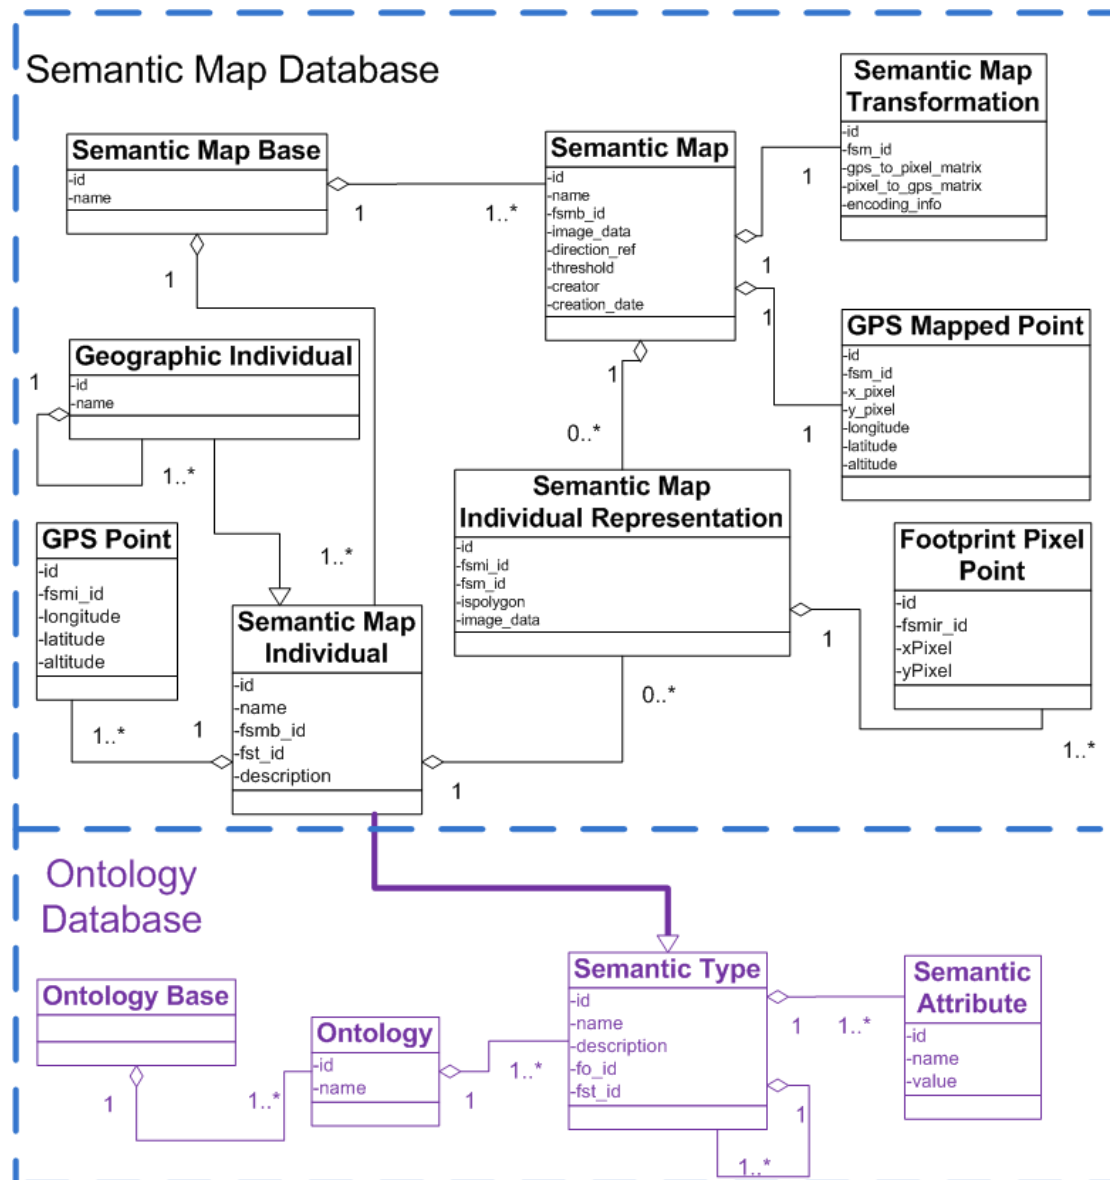 Semantic Map Database
Semantic Map
Transformation
-id
-fsm_id
-gps_to_pixel_matrix
-pixel_to_gps_matrix
-encoding_info
Semantic Map Base
-id
-name
1
1..*
1
Semantic Map
-id
-name
-fsmb_id
-image_data
-direction_ref
-threshold
-creator
-creation_date
1
1
1
1
1
GPS Mapped Point
-id
-fsm_id
-x_pixel
-y_pixel
-longitude
-latitude
-altitude
Geographic Individual
-id
-name
1
1..*
0..*
Semantic Map
Individual Representation
-id
-fsmi_id
-fsm_id
-ispolygon
-image_data
1
0..*
Footprint Pixel
Point
-id
-fsmir_id
-xPixel
-yPixel
1..*
GPS Point
-id
-fsmi_id
-longitude
-latitude
-altitude
1..*
1
1..*
Semantic Map
Individual
-id
-name
-fsmb_id
-fst_id
-description
1
Ontology
Database
Ontology Base
1
1..*
Ontology
-id
-name
1
1..*
Semantic Type
-id
-name
-description
-fo_id
-fst_id
1
1..*
1
1..*
Semantic
Attribute
-id
-name
-value